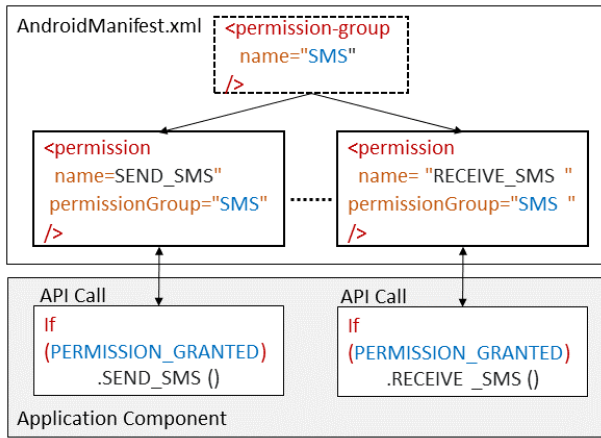 AndroidManifest.xml
<permission-group
name="SMS"
/>
<permission
name=SEND_SMS"
permissionGroup="SMS"
/>
<permission
name= "RECEIVE_SMS "
permissionGroup="SMS "
/>
API Call
If
(PERMISSION_GRANTED)
.SEND_SMS ()
API Call
If
(PERMISSION_GRANTED)
.RECEIVE _SMS ()
Application Component